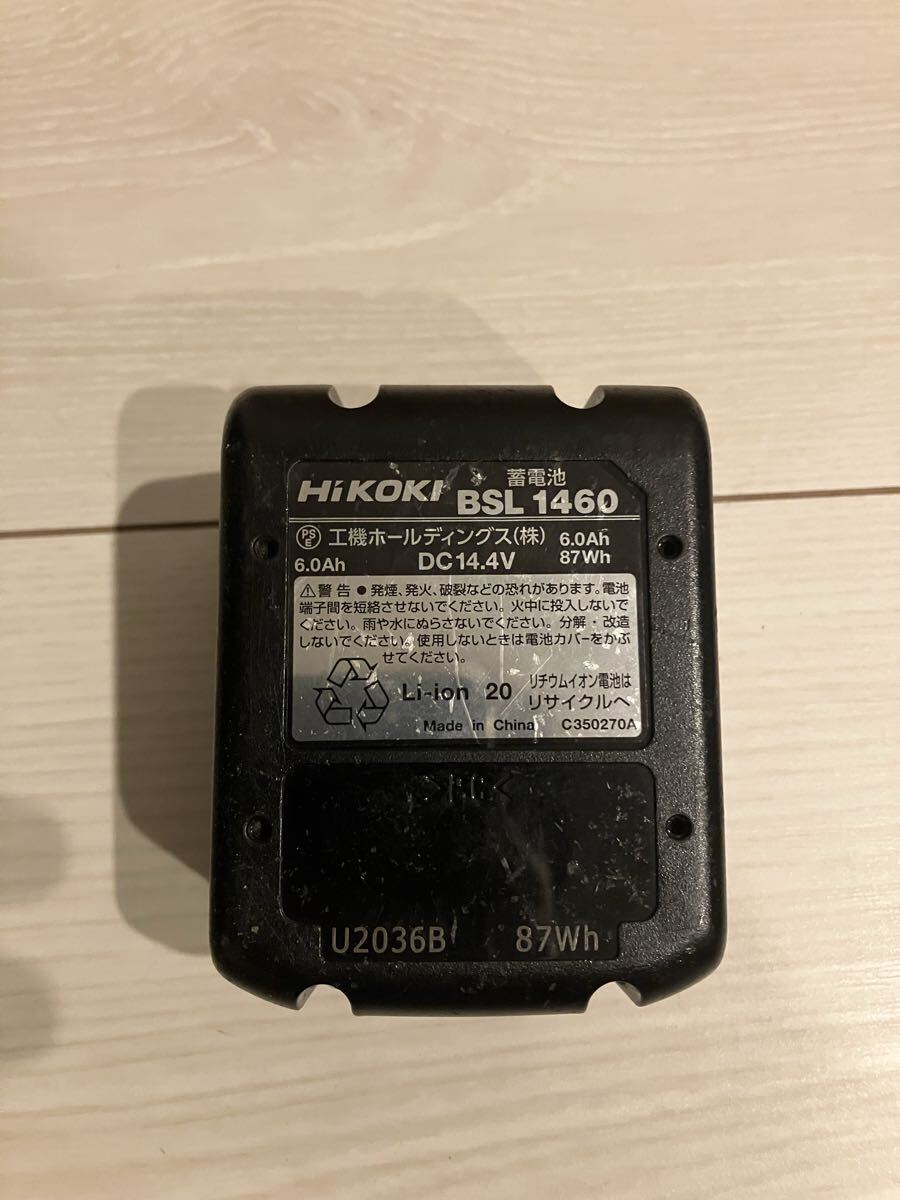 HiKOKI 蓄電池
BSL 1460
PSE 工機ホールディングス(株) 6.0Ah
6.0Ah DC14.4V 87Wh
⚠警告 ● 発煙、発火、破裂などの恐れがあります。電池
端子間を短絡させないでください。火中に投入しないで
ください。雨や水にぬらさないでください。分解・改造
しないでください。使用しないときは電池カバーをかぶ
せてください。
Li-ion 20 リチウムイオン電池は
リサイクルへ
Made in China C350270A
U2036B 87Wh